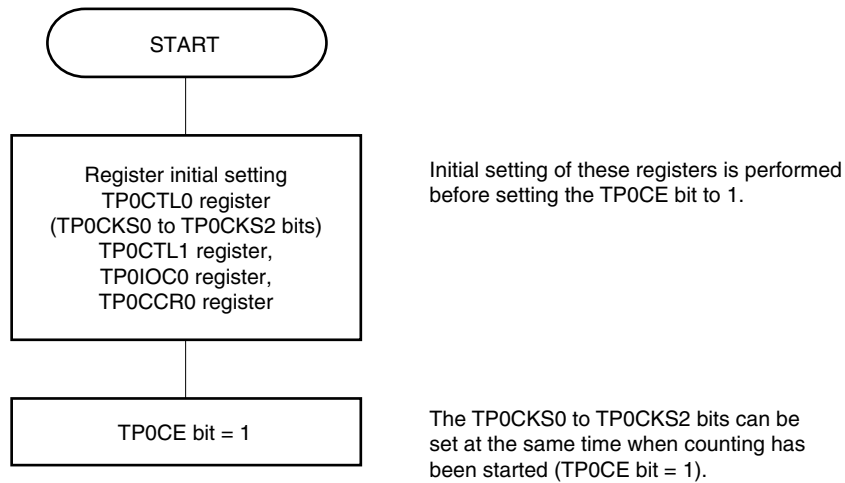 START
Register initial setting
TP0CTL0 register
(TP0CKS0 to TP0CKS2 bits)
TP0CTL1 register,
TP0IOC0 register,
TP0CCR0 register
Initial setting of these registers is performed
before setting the TP0CE bit to 1.
TP0CE bit = 1
The TP0CKS0 to TP0CKS2 bits can be
set at the same time when counting has
been started (TP0CE bit = 1).